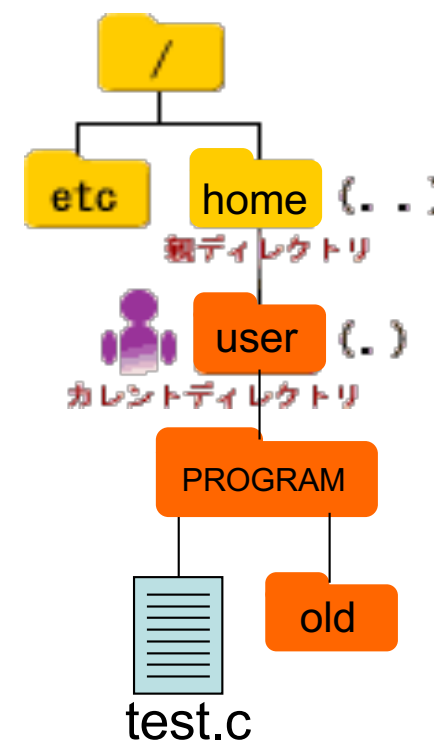 /
etc
home (. .)
親ディレクトリ
user (. )
カレントディレクトリ
PROGRAM
old
test.c